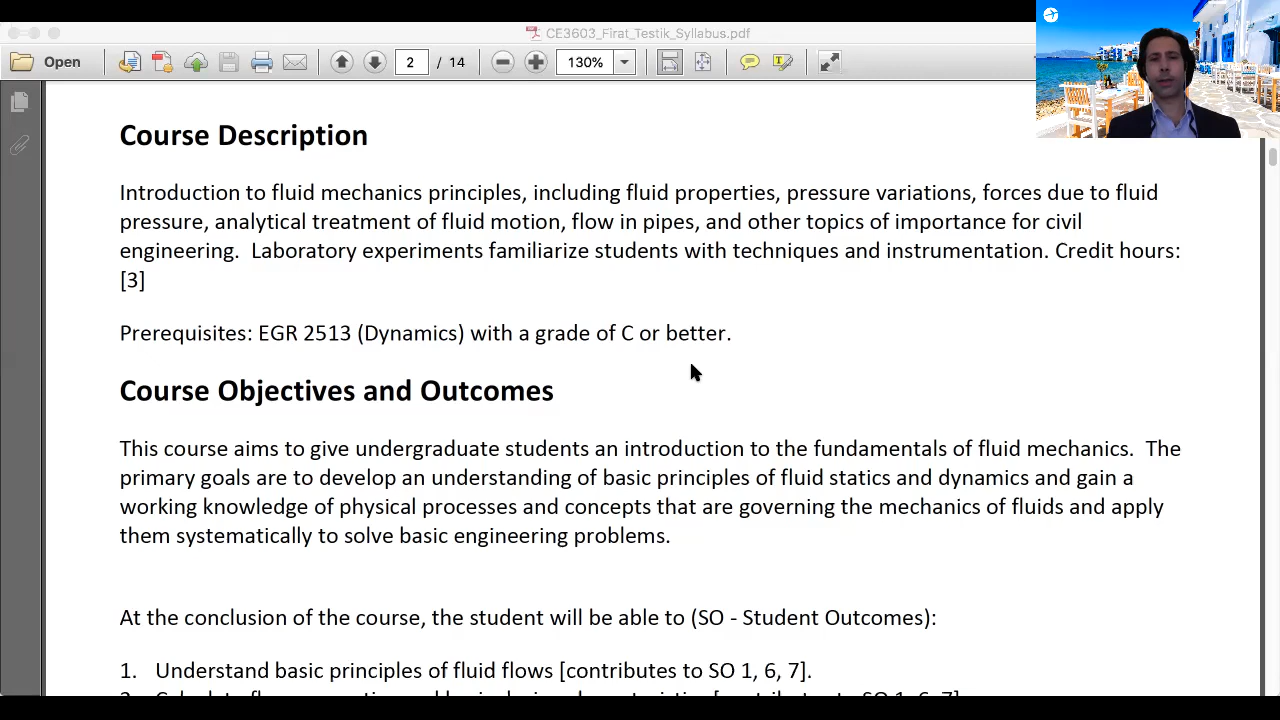 CE3603_Firat_Testik_Syllabus.pdf
Open
2 / 14
130%
Course Description
Introduction to fluid mechanics principles, including fluid properties, pressure variations, forces due to fluid
pressure, analytical treatment of fluid motion, flow in pipes, and other topics of importance for civil
engineering.  Laboratory experiments familiarize students with techniques and instrumentation. Credit hours:
[3]
Prerequisites: EGR 2513 (Dynamics) with a grade of C or better.
Course Objectives and Outcomes
This course aims to give undergraduate students an introduction to the fundamentals of fluid mechanics.  The
primary goals are to develop an understanding of basic principles of fluid statics and dynamics and gain a
working knowledge of physical processes and concepts that are governing the mechanics of fluids and apply
them systematically to solve basic engineering problems.
At the conclusion of the course, the student will be able to (SO - Student Outcomes):
1. Understand basic principles of fluid flows [contributes to SO 1, 6, 7].